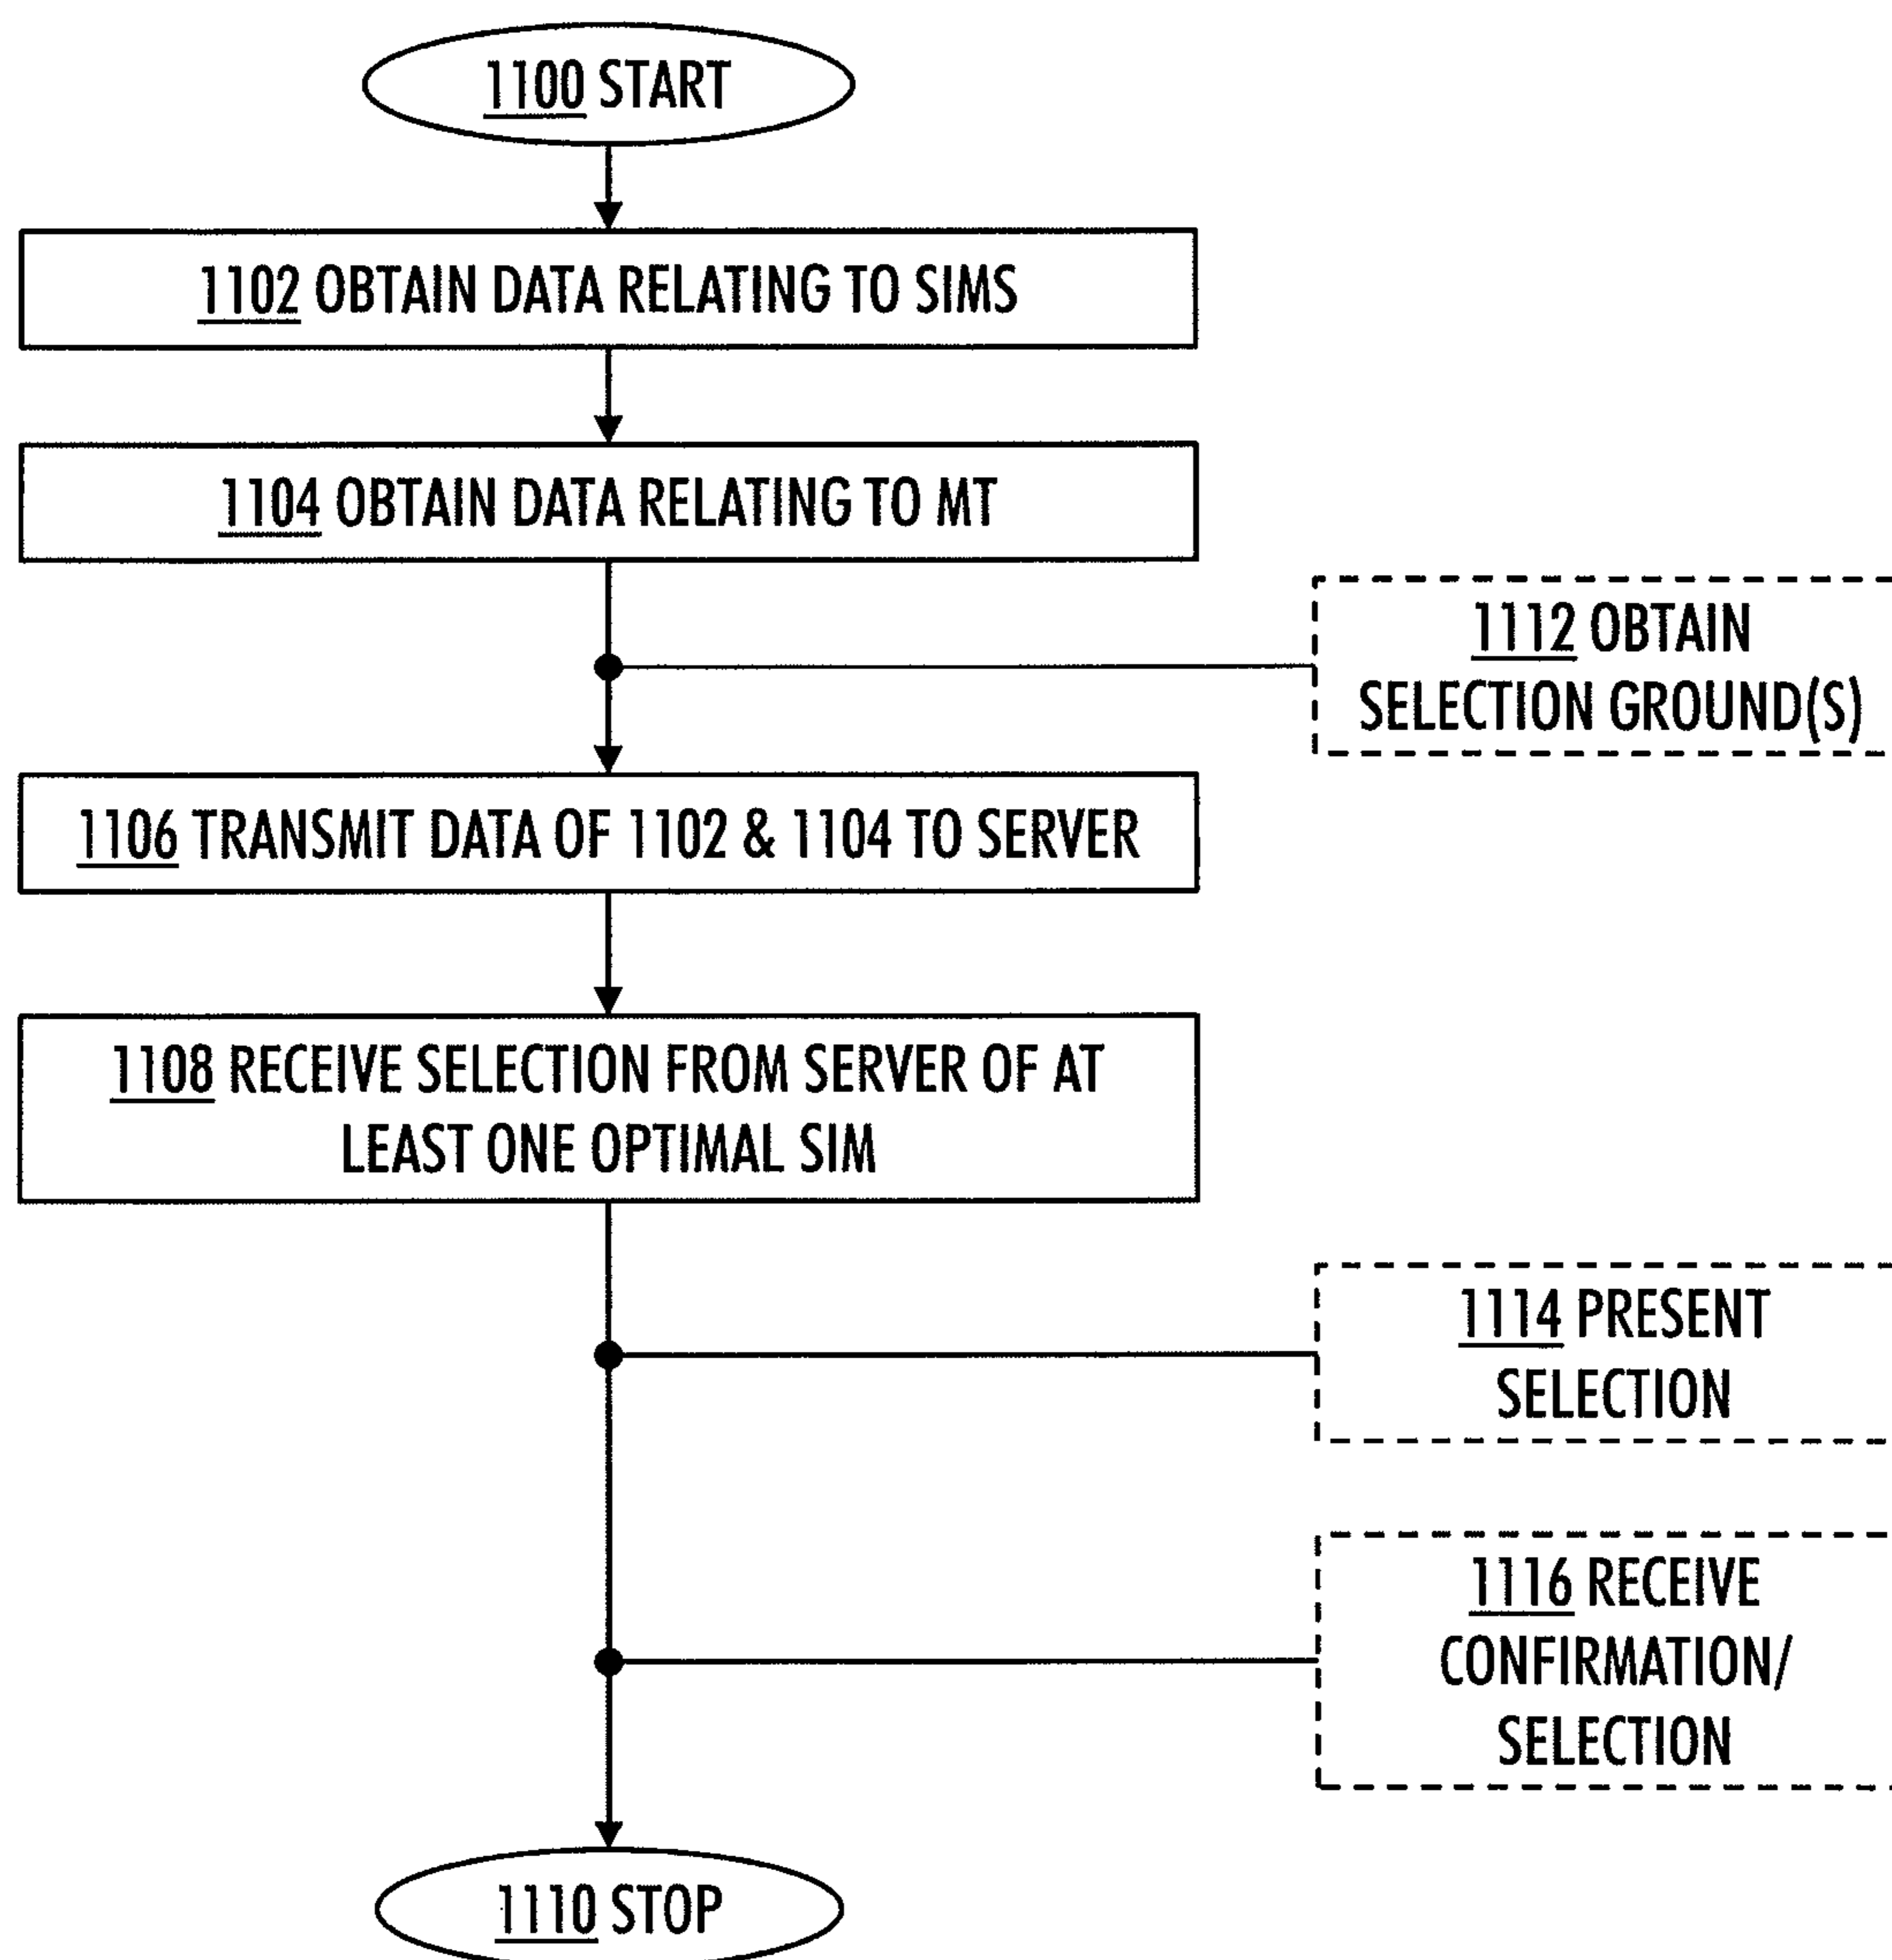 1100 START
1102 OBTAIN DATA RELATING TO SIMS
1104 OBTAIN DATA RELATING TO MT
1112 OBTAIN
SELECTION GROUND(S)
1106 TRANSMIT DATA OF 1102 & 1104 TO SERVER
1108 RECEIVE SELECTION FROM SERVER OF AT
LEAST ONE OPTIMAL SIM
1114 PRESENT
SELECTION
1116 RECEIVE
CONFIRMATION/
SELECTION
1110 STOP